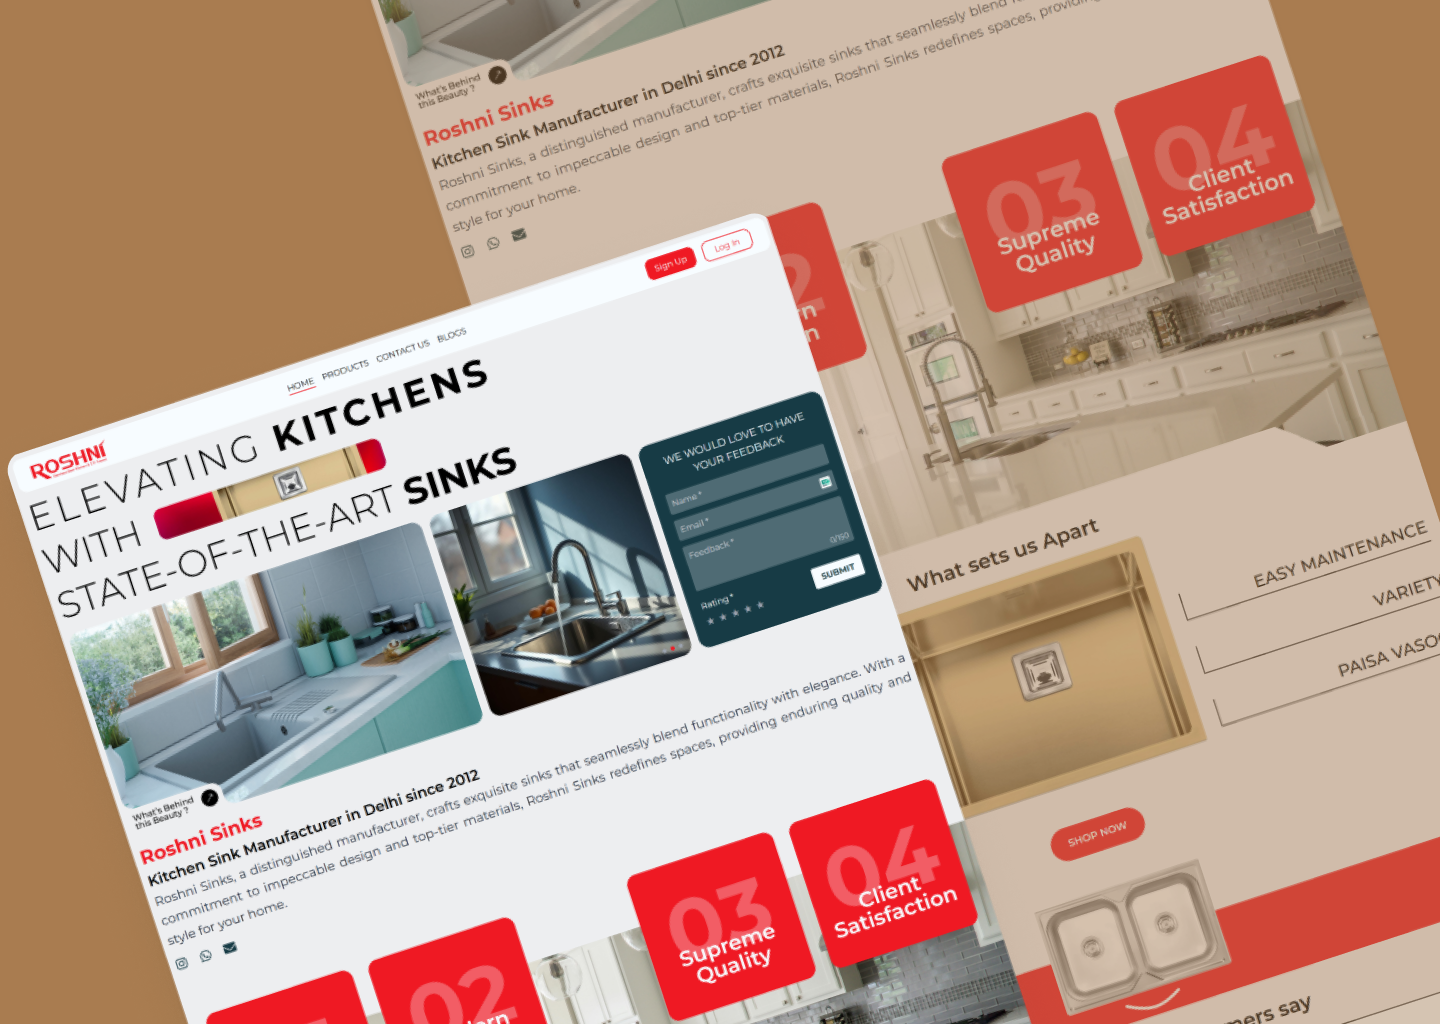 What's Behind
this Beauty ?
Roshni Sinks
Kitchen Sink Manufacturer in Delhi since 2012
Roshni Sinks, a distinguished manufacturer, crafts exquisite sinks that seamlessly blend
commitment to impeccable design and top-tier materials, Roshni Sinks redefines spaces, providing
style for your home.
03
Supreme
Quality
04
Client
Satisfaction
What sets us Apart
EASY MAINTENANCE
VARIETY
PAISA VASO
SHOP NOW
say
ROSHNI
HOME
PRODUCTS
CONTACT US
BLOGS
Sign Up
Log In
ELEVATING KITCHENS
WITH
STATE-OF-THE-ART SINKS
WE WOULD LOVE TO HAVE
YOUR FEEDBACK
Name *
Email *
Feedback *
0/150
Rating *
SUBMIT
What's Behind
this Beauty ?
Roshni Sinks
Kitchen Sink Manufacturer in Delhi since 2012
Roshni Sinks, a distinguished manufacturer, crafts exquisite sinks that seamlessly blend functionality with elegance. With a
commitment to impeccable design and top-tier materials, Roshni Sinks redefines spaces, providing enduring quality and
style for your home.
02
03
Supreme
Quality
04
Client
Satisfaction